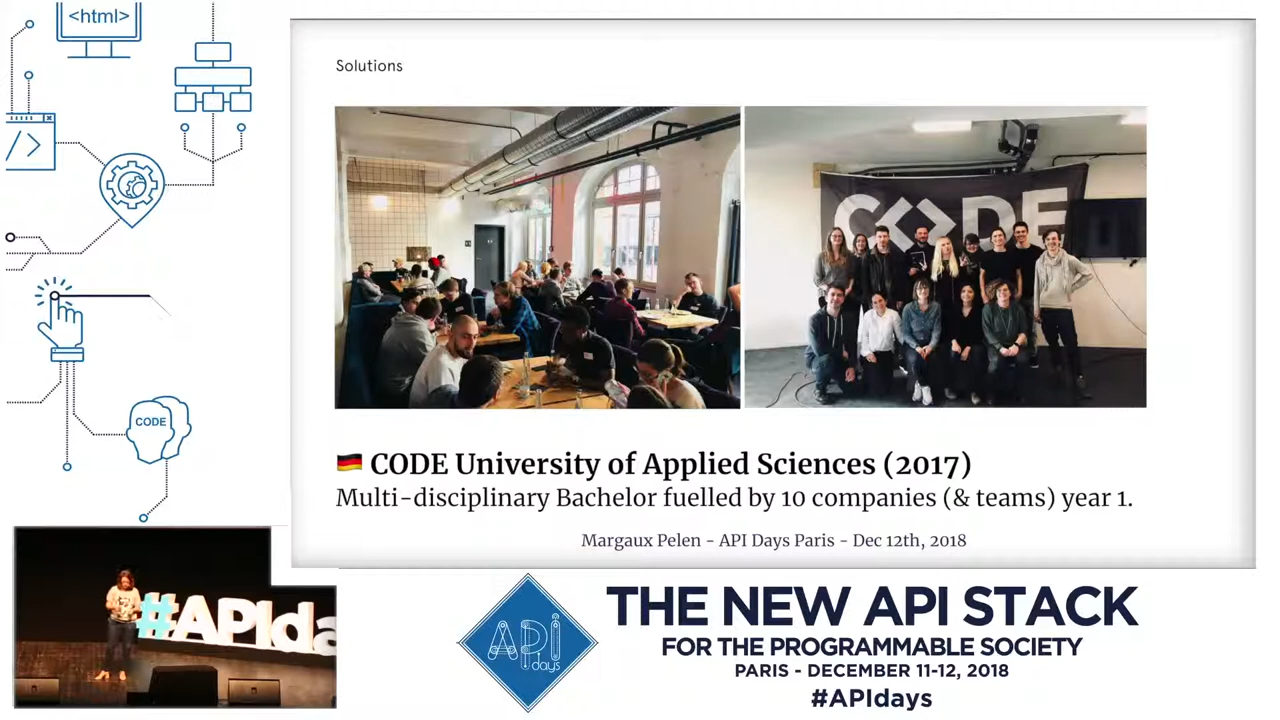 <html>
</>
CODE
Solutions
CODE
🇩🇪 CODE University of Applied Sciences (2017)
Multi-disciplinary Bachelor fuelled by 10 companies (& teams) year 1.
Margaux Pelen - API Days Paris - Dec 12th, 2018
#APIda
API
days
THE NEW API STACK
FOR THE PROGRAMMABLE SOCIETY
PARIS - DECEMBER 11-12, 2018
#APIdays